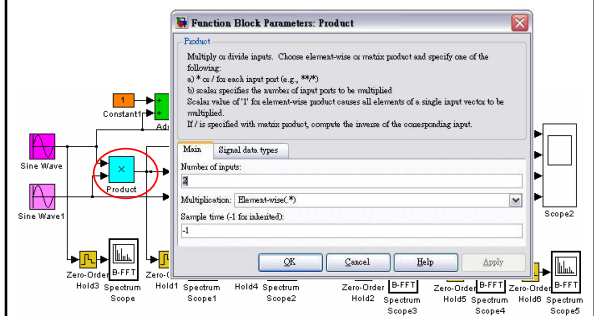 Function Block Parameters: Product
Product
Multiply or divide inputs. Choose element-wise or matrix product and specify one of the
following:
a) * or / for each input port (e.g., **/*)
b) scalar specifies the number of input ports to be multiplied
Scalar value of '1' for element-wise product causes all elements of a single input vector to be
multiplied.
If / is specified with matrix product, compute the inverse of the corresponding input.
Main
Signal data types
Number of inputs:
2
Multiplication: Element-wise(.*)
Sample time (-1 for inherited):
-1
OK
Cancel
Help
Apply
1
Constant1
Sine Wave
×
Product
Sine Wave1
Scope2
Zero-Order
Hold3
B-FFT
Spectrum
Scope
Hold1
Spectrum
Scope1
Hold4
Spectrum
Scope2
Zero-Order
Hold2
B-FFT
Spectrum
Scope3
Zero-Order
Hold5
B-FFT
Spectrum
Scope4
Zero-Order
Hold6
B-FFT
Spectrum
Scope5